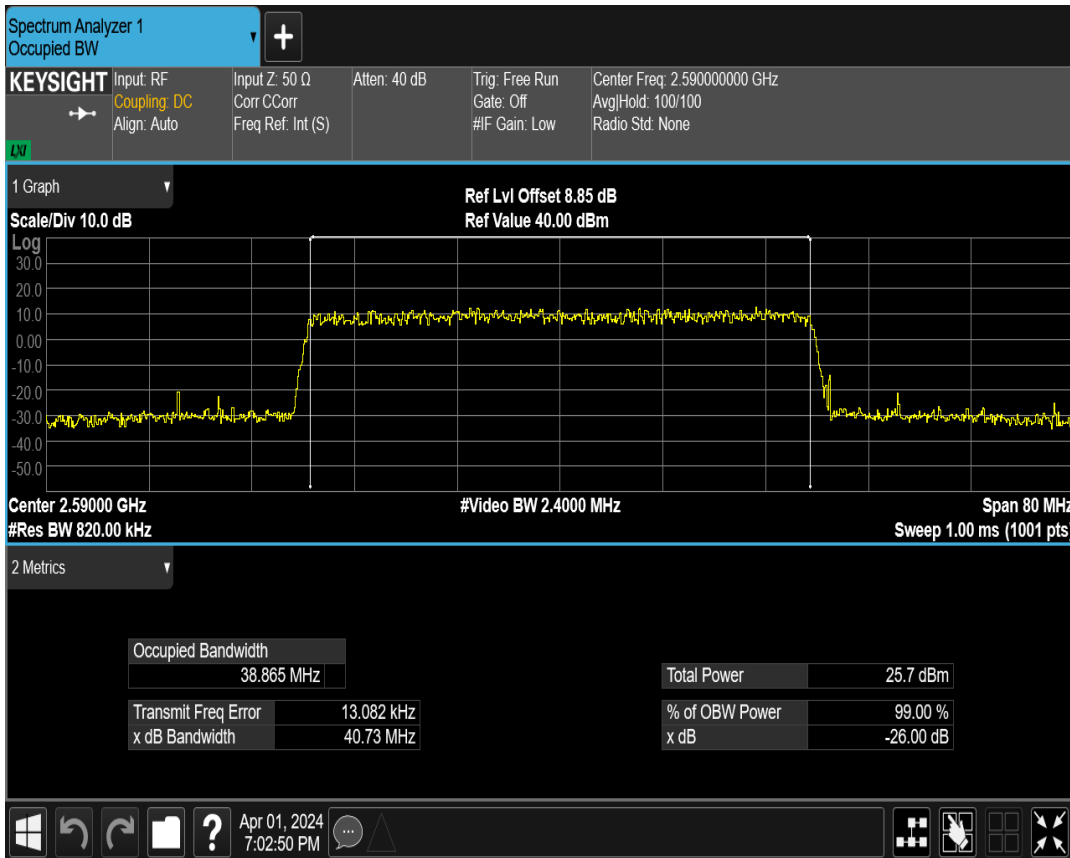 Spectrum Analyzer 1
Occupied BW
+
KEYSIGHT
LXI
Input: RF
Coupling: DC
Align: Auto
Input Z: 50 Ω
Corr CCorr
Freq Ref: Int (S)
Atten: 40 dB
Trig: Free Run
Gate: Off
#IF Gain: Low
Center Freq: 2.590000000 GHz
Avg|Hold: 100/100
Radio Std: None
1 Graph
Ref Lvl Offset 8.85 dB
Scale/Div 10.0 dB
Ref Value 40.00 dBm
Log
30.0
20.0
10.0
0.00
-10.0
-20.0
-30.0
-40.0
-50.0
Center 2.59000 GHz
#Video BW 2.4000 MHz
Span 80 MHz
#Res BW 820.00 kHz
Sweep 1.00 ms (1001 pts)
2 Metrics
Occupied Bandwidth
38.865 MHz
Total Power 25.7 dBm
Transmit Freq Error 13.082 kHz
% of OBW Power 99.00 %
x dB Bandwidth 40.73 MHz
x dB -26.00 dB
?
Apr 01, 2024
7:02:50 PM